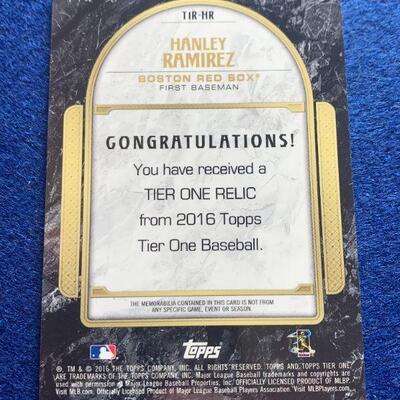 T1R-HR
HANLEY
RAMIREZ
BOSTON RED SOX®
FIRST BASEMAN
CONGRATULATIONS!
You have received a
TIER ONE RELIC
from 2016 Topps
Tier One Baseball.
THE MEMORABILIA CONTAINED IN THIS CARD IS NOT FROM
ANY SPECIFIC GAME, EVENT OR SEASON.
Topps
®, TM & © 2016 THE TOPPS COMPANY, INC. ALL RIGHTS RESERVED. TOPPS AND TOPPS TIER ONE
ARE TRADEMARKS OF THE TOPPS COMPANY, INC. Major League Baseball trademarks and copyrights are
used with permission of Major League Baseball Properties, Inc. OFFICIALLY LICENSED PRODUCT OF MLBP.
Visit MLB.com. Officially Licensed Product of Major League Baseball Players Association. Visit MLBPlayers.com.